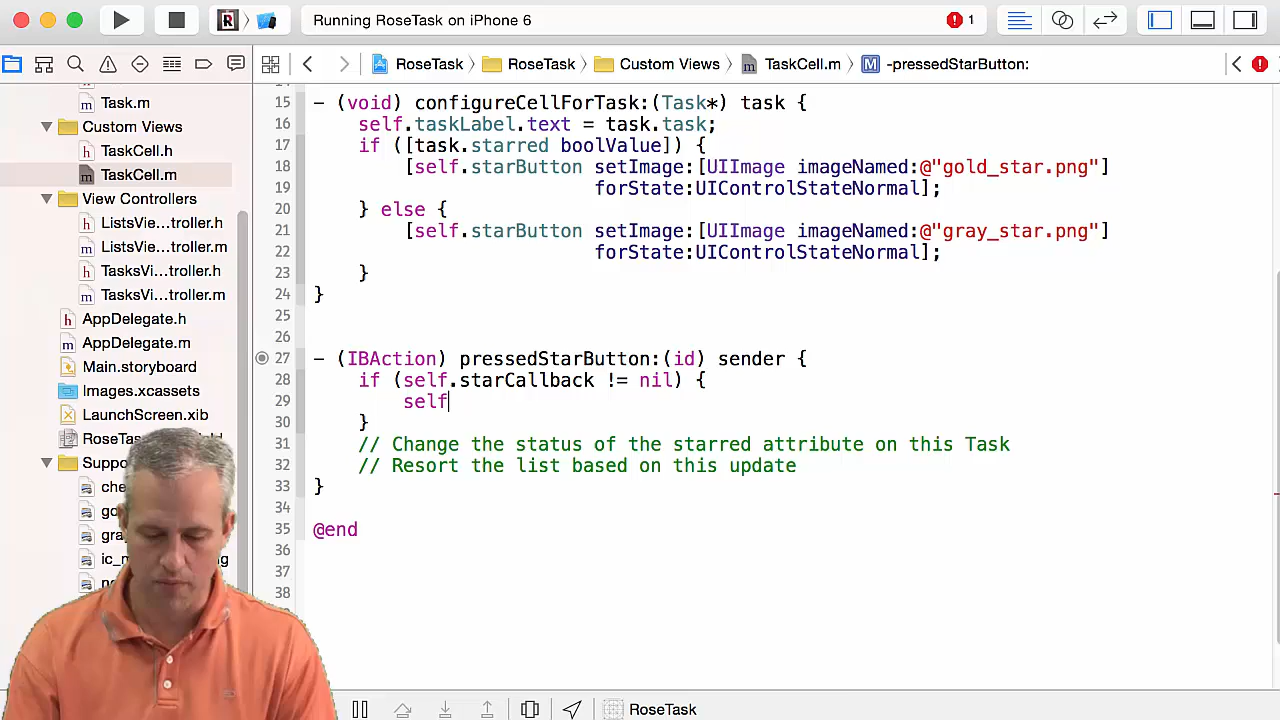 Running RoseTask on iPhone 6
1
RoseTask
RoseTask
Custom Views
TaskCell.m
M
-pressedStarButton:
Task.m
Custom Views
TaskCell.h
TaskCell.m
View Controllers
ListsVie...troller.h
ListsVie...troller.m
TasksVi...troller.h
TasksVi...troller.m
AppDelegate.h
AppDelegate.m
Main.storyboard
Images.xcassets
LaunchScreen.xib
15 - (void) configureCellForTask:(Task*) task {
16 self.taskLabel.text = task.task;
17 if ([task.starred boolValue]) {
18 [self.starButton setImage:[UIImage imageNamed:@"gold_star.png"]
19 forState:UIControlStateNormal];
20 } else {
21 [self.starButton setImage:[UIImage imageNamed:@"gray_star.png"]
22 forState:UIControlStateNormal];
23 }
24 }
25
26
27 - (IBAction) pressedStarButton:(id) sender {
28 if (self.starCallback != nil) {
29 self
30 }
31 // Change the status of the starred attribute on this Task
32 // Resort the list based on this update
33 }
34
35 @end
36
37
38
RoseTask